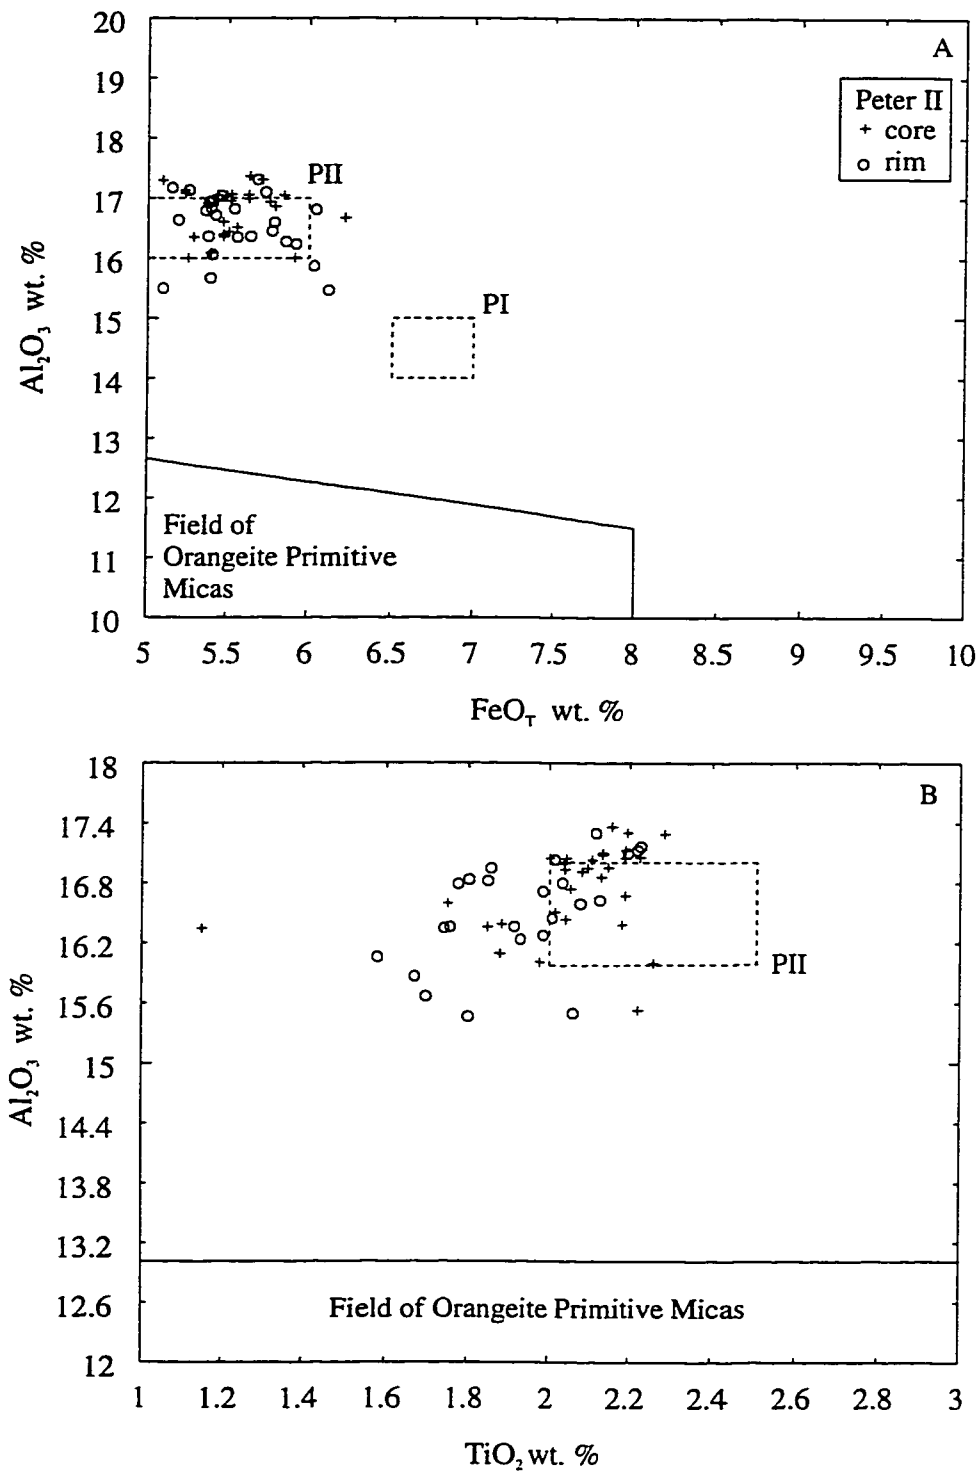 20
19
18
17
16
15
14
13
12
11
10
Al₂O₃ wt. %
A
Peter II
+ core
o rim
PII
PI
Field of
Orangeite Primitive
Micas
5 5.5 6 6.5 7 7.5 8 8.5 9 9.5 10
FeO_T wt. %
18
17.4
16.8
16.2
15.6
15
14.4
13.8
13.2
12.6
12
Al₂O₃ wt. %
B
PII
Field of Orangeite Primitive Micas
1 1.2 1.4 1.6 1.8 2 2.2 2.4 2.6 2.8 3
TiO₂ wt. %